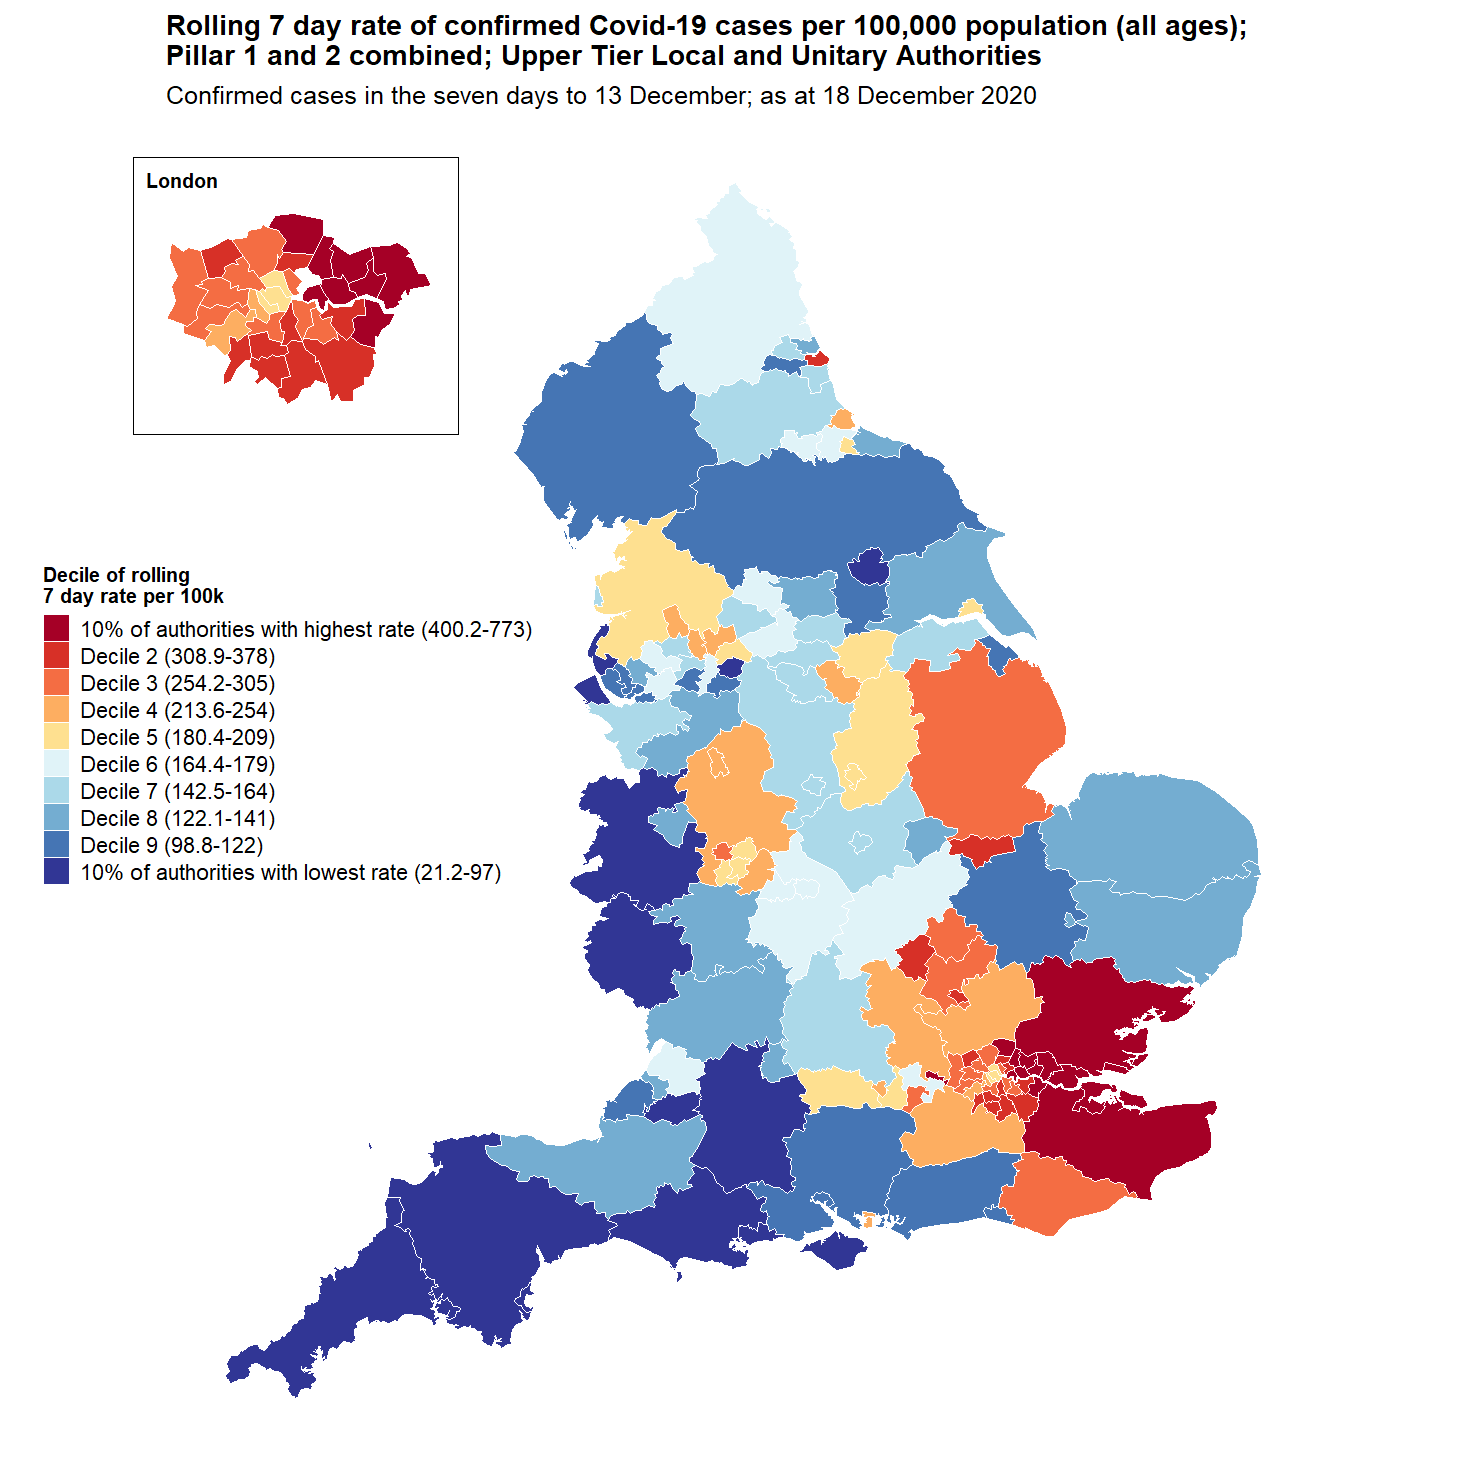 Rolling 7 day rate of confirmed Covid-19 cases per 100,000 population (all ages);
Pillar 1 and 2 combined; Upper Tier Local and Unitary Authorities
Confirmed cases in the seven days to 13 December; as at 18 December 2020
London
Decile of rolling
7 day rate per 100k
10% of authorities with highest rate (400.2-773)
Decile 2 (308.9-378)
Decile 3 (254.2-305)
Decile 4 (213.6-254)
Decile 5 (180.4-209)
Decile 6 (164.4-179)
Decile 7 (142.5-164)
Decile 8 (122.1-141)
Decile 9 (98.8-122)
10% of authorities with lowest rate (21.2-97)